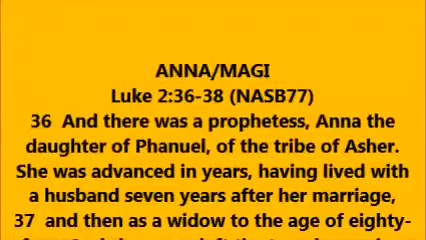 ANNA/MAGI
Luke 2:36-38 (NASB77)
36 And there was a prophetess, Anna the
daughter of Phanuel, of the tribe of Asher.
She was advanced in years, having lived with
a husband seven years after her marriage,
37 and then as a widow to the age of eighty-